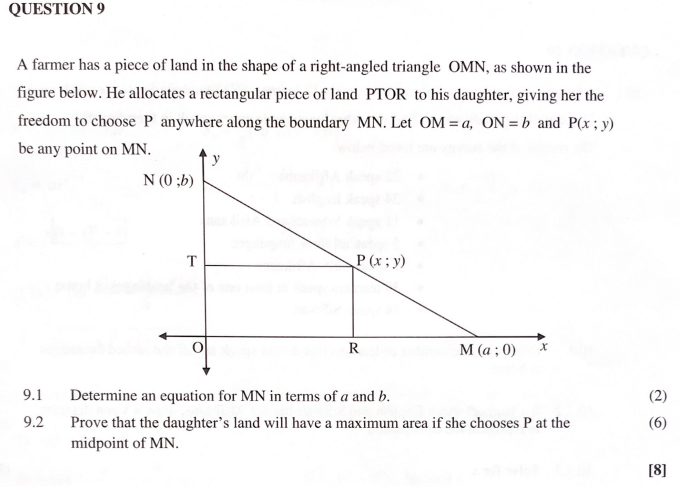 QUESTION 9
A farmer has a piece of land in the shape of a right-angled triangle OMN, as shown in the
figure below. He allocates a rectangular piece of land PTOR to his daughter, giving her the
freedom to choose P anywhere along the boundary MN. Let OM = a, ON = b and P(x ; y)
be any point on MN.
y
N (0 ;b)
T
P (x ; y)
O
R
M (a ; 0)
x
9.1 Determine an equation for MN in terms of a and b. (2)
9.2 Prove that the daughter's land will have a maximum area if she chooses P at the (6)
midpoint of MN.
[8]